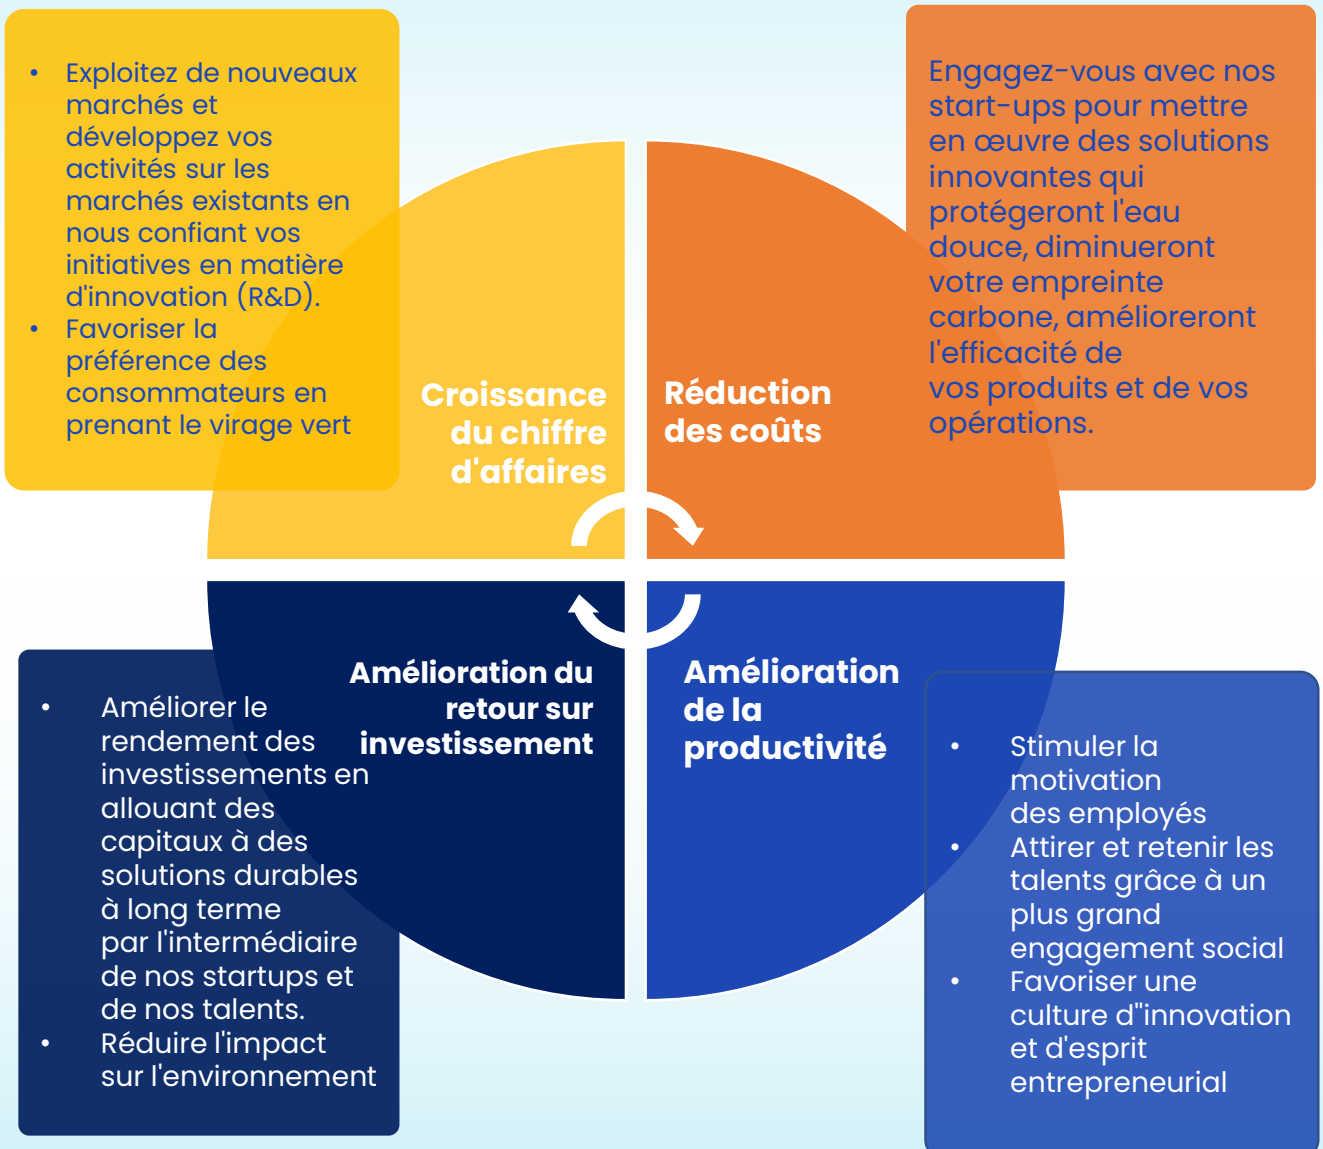 • Exploitez de nouveaux
marchés et
développez vos
activités sur les
marchés existants en
nous confiant vos
initiatives en matière
d'innovation (R&D).
• Favoriser la
préférence des
consommateurs en
prenant le virage vert
Croissance
du chiffre
d'affaires
Réduction
des coûts
Engagez-vous avec nos
start-ups pour mettre
en œuvre des solutions
innovantes qui
protégeront l'eau
douce, diminueront
votre empreinte
carbone, amélioreront
l'efficacité de
vos produits et de vos
opérations.
Amélioration du
retour sur
investissement
• Améliorer le
rendement des
investissements en
allouant des
capitaux à des
solutions durables
à long terme
par l'intermédiaire
de nos startups et
de nos talents.
• Réduire l'impact
sur l'environnement
Amélioration
de la
productivité
• Stimuler la
motivation
des employés
• Attirer et retenir les
talents grâce à un
plus grand
engagement social
• Favoriser une
culture d"innovation
et d'esprit
entrepreneurial